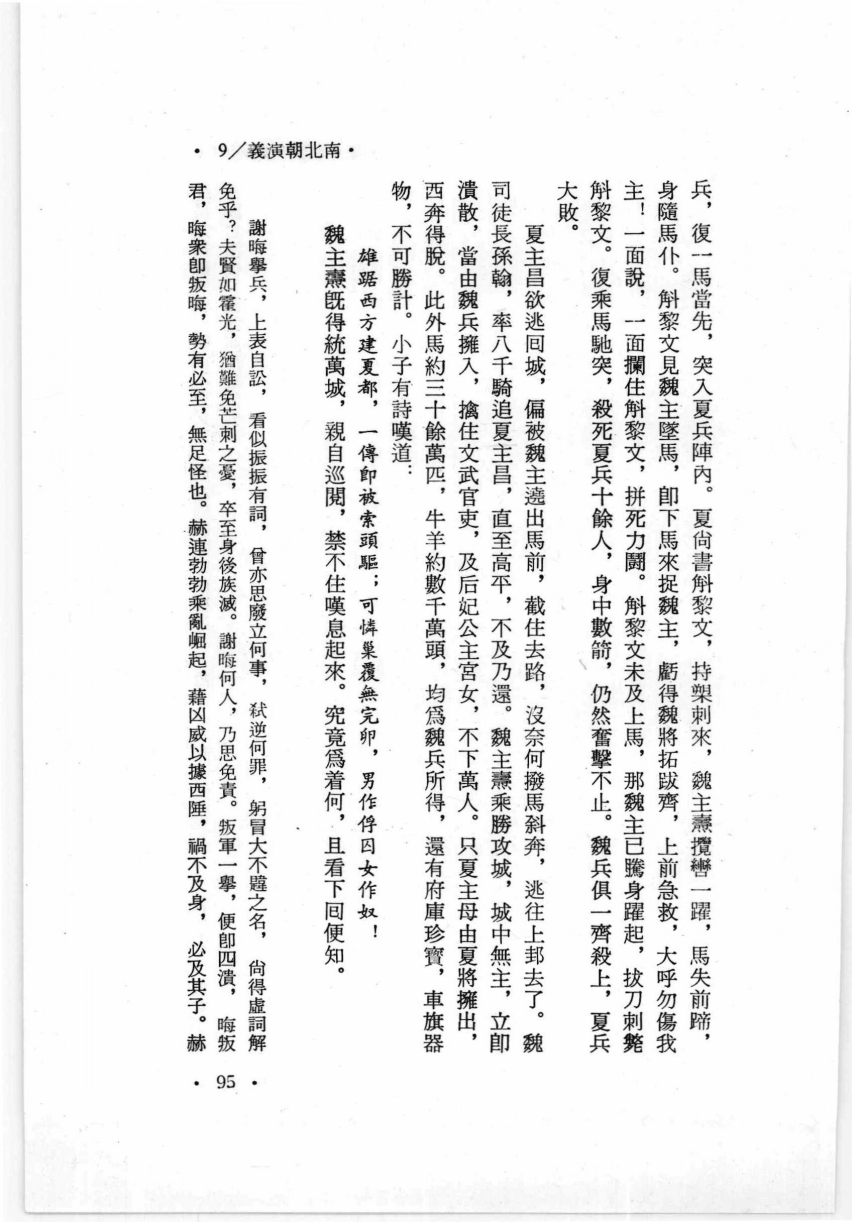 •南北朝演義/9 •
兵，復一馬當先，突入夏兵陣內。夏尙書斛黎文，持槊刺來，魏主燾攬轡一躍，馬失前蹄，
身隨馬仆。斛黎文見魏主墜馬，卽下馬來捉魏主，虧得魏將拓跋齊，上前急救，大呼勿傷我
主！一面說，一面攔住斛黎文，拼死力鬭。斛黎文未及上馬，那魏主已騰身躍起，拔刀刺斃
斛黎文。復乘馬馳突，殺死夏兵十餘人，身中數箭，仍然奮擊不止。魏兵俱一齊殺上，夏兵
大敗。
夏主昌欲逃回城，偏被魏主遶出馬前，截住去路，沒奈何撥馬斜奔，逃往上邽去了。魏
司徒長孫翰，率八千騎追夏主昌，直至高平，不及乃還。魏主燾乘勝攻城，城中無主，立卽
潰散，當由魏兵擁入，擒住文武官吏，及后妃公主宮女，不下萬人。只夏主母由夏將擁出，
西奔得脫。此外馬約三十餘萬匹，牛羊約數千萬頭，均爲魏兵所得，還有府庫珍寶，車旗器
物，不可勝計。小子有詩嘆道：
雄踞西方建夏都，一傳卽被索頭驅；可憐巢覆無完卵，男作俘囚女作奴！
魏主燾旣得統萬城，親自巡閱，禁不住嘆息起來。究竟爲着何，且看下回便知。
謝晦擧兵，上表自訟，看似振振有詞，曾亦思廢立何事，弒逆何罪，躬冒大不韙之名，尙得虛詞解
免乎？夫賢如霍光，猶難免芒刺之憂，卒至身後族滅。謝晦何人，乃思免責。叛軍一擧，便卽四潰，晦叛
君，晦衆卽叛晦，勢有必至，無足怪也。赫連勃勃乘亂崛起，藉凶威以據西陲，禍不及身，必及其子。赫
• 95 •